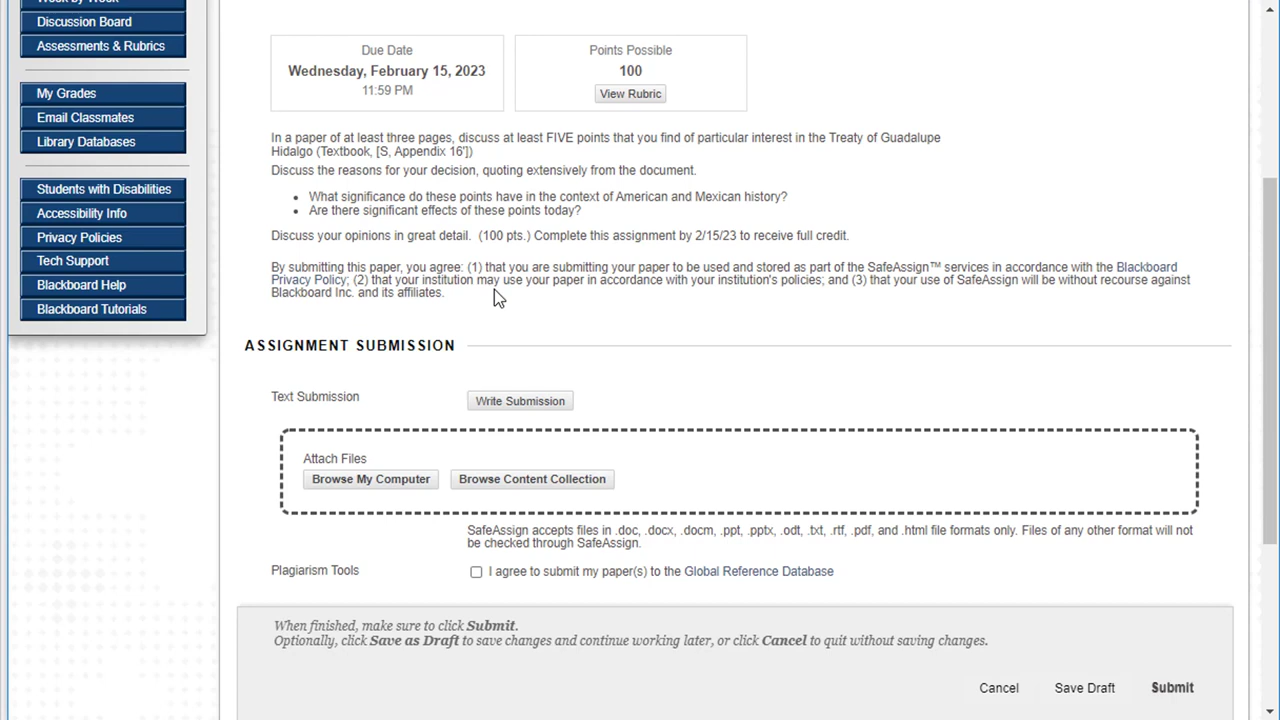 Discussion Board
Assessments & Rubrics
My Grades
Email Classmates
Library Databases
Students with Disabilities
Accessibility Info
Privacy Policies
Tech Support
Blackboard Help
Blackboard Tutorials
Due Date
Wednesday, February 15, 2023
11:59 PM
Points Possible
100
View Rubric
In a paper of at least three pages, discuss at least FIVE points that you find of particular interest in the Treaty of Guadalupe
Hidalgo (Textbook, [S, Appendix 16'])
Discuss the reasons for your decision, quoting extensively from the document.
• What significance do these points have in the context of American and Mexican history?
• Are there significant effects of these points today?
Discuss your opinions in great detail. (100 pts.) Complete this assignment by 2/15/23 to receive full credit.
By submitting this paper, you agree: (1) that you are submitting your paper to be used and stored as part of the SafeAssign™ services in accordance with the Blackboard
Privacy Policy; (2) that your institution may use your paper in accordance with your institution's policies; and (3) that your use of SafeAssign will be without recourse against
Blackboard Inc. and its affiliates.
ASSIGNMENT SUBMISSION
Text Submission
Write Submission
Attach Files
Browse My Computer
Browse Content Collection
SafeAssign accepts files in .doc, .docx, .docm, .ppt, .pptx, .odt, .txt, .rtf, .pdf, and .html file formats only. Files of any other format will not
be checked through SafeAssign.
Plagiarism Tools
I agree to submit my paper(s) to the Global Reference Database
When finished, make sure to click Submit.
Optionally, click Save as Draft to save changes and continue working later, or click Cancel to quit without saving changes.
Cancel
Save Draft
Submit